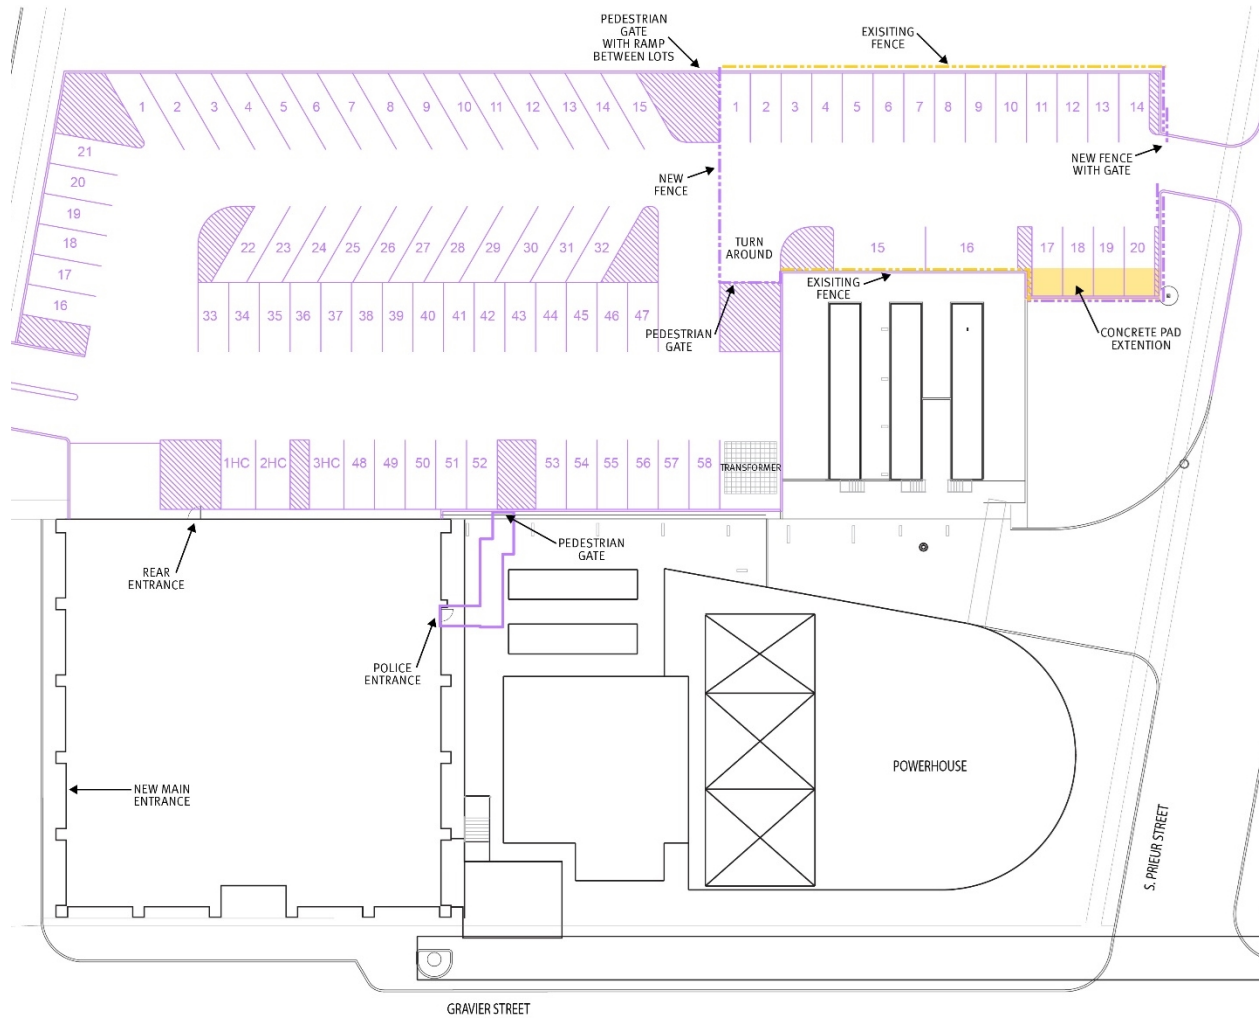 PEDESTRIAN
GATE
WITH RAMP
BETWEEN LOTS
EXISITING
FENCE
1 2 3 4 5 6 7 8 9 10 11 12 13 14 15
1 2 3 4 5 6 7 8 9 10 11 12 13 14
21
20
19
18
17
16
NEW
FENCE
NEW FENCE
WITH GATE
22 23 24 25 26 27 28 29 30 31 32
TURN
AROUND
15 16
17 18 19 20
EXISITING
FENCE
33 34 35 36 37 38 39 40 41 42 43 44 45 46 47
PEDESTRIAN
GATE
CONCRETE PAD
EXTENTION
1HC 2HC 3HC 48 49 50 51 52 53 54 55 56 57 58
TRANSFORMER
PEDESTRIAN
GATE
REAR
ENTRANCE
POLICE
ENTRANCE
NEW MAIN
ENTRANCE
POWERHOUSE
S. PRIEUR STREET
GRAVIER STREET